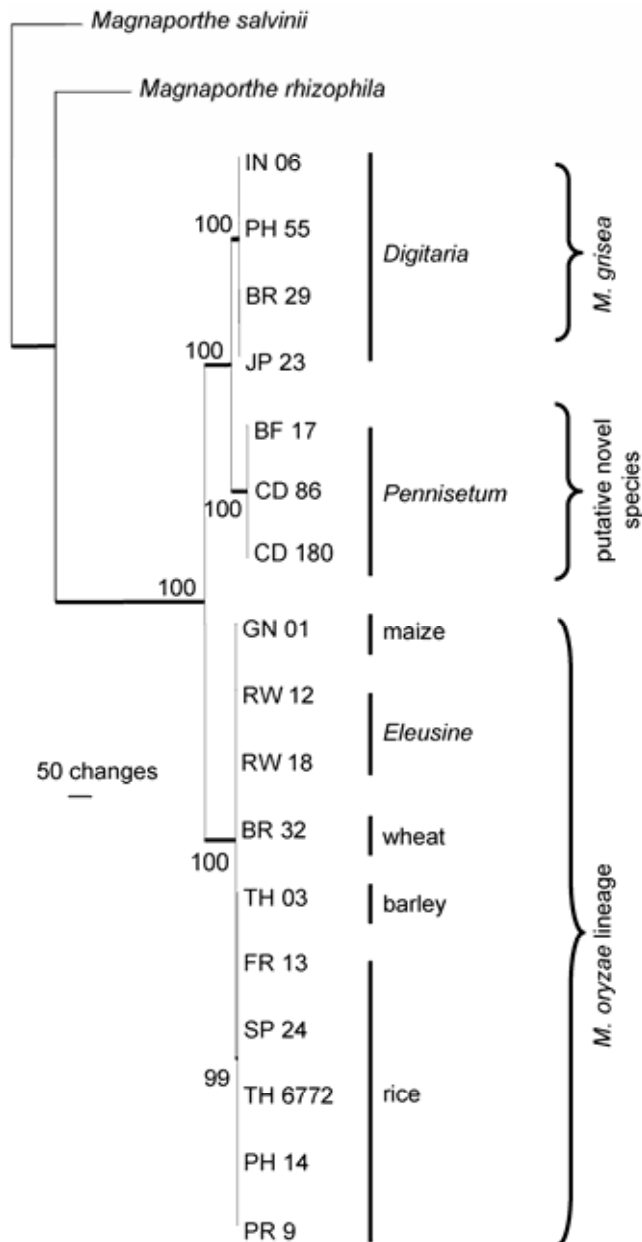 Magnaporthe salvinii
Magnaporthe rhizophila
IN 06
PH 55
BR 29
JP 23
100
100
Digitaria
M. grisea
BF 17
CD 86
CD 180
100
Pennisetum
putative novel
species
100
GN 01
maize
RW 12
RW 18
Eleusine
50 changes
BR 32
wheat
100
TH 03
barley
FR 13
SP 24
TH 6772
PH 14
PR 9
99
rice
M. oryzae lineage